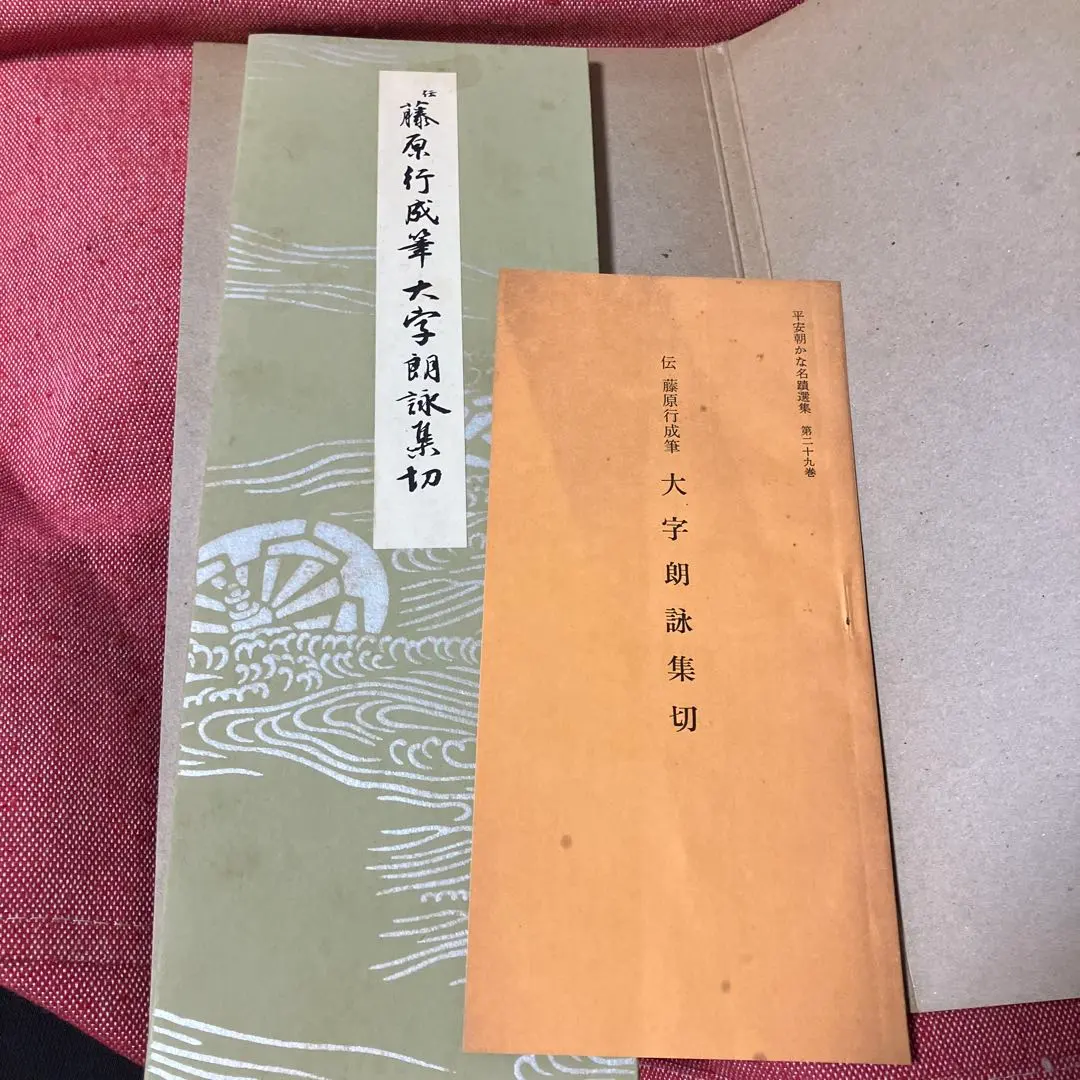 伝
藤原行成筆大字朗詠集切
平安朝かな名蹟選集 第二十九巻
伝 藤原行成筆
大字朗詠集切